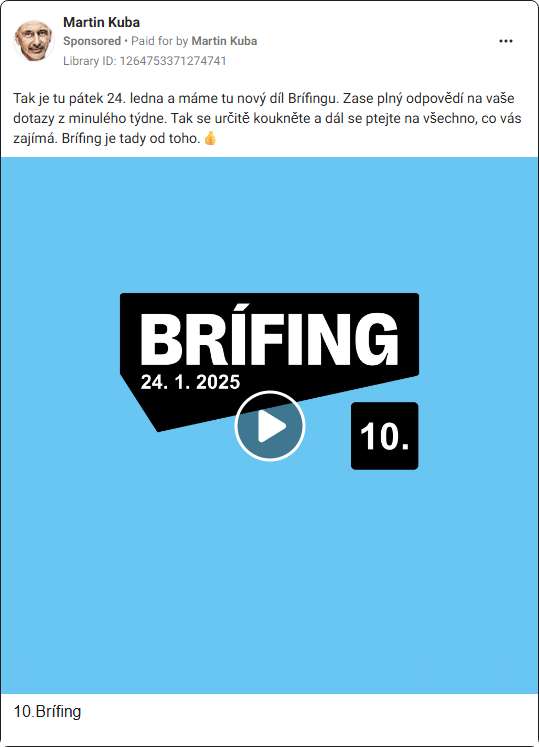 Martin Kuba
Sponsored • Paid for by Martin Kuba
Library ID: 1264753371274741
Tak je tu pátek 24. ledna a máme tu nový díl Brífingu. Zase plný odpovědí na vaše
dotazy z minulého týdne. Tak se určitě koukněte a dál se ptejte na všechno, co vás
zajímá. Brífing je tady od toho. 👍
BRÍFING
24. 1. 2025
10.
10.Brífing